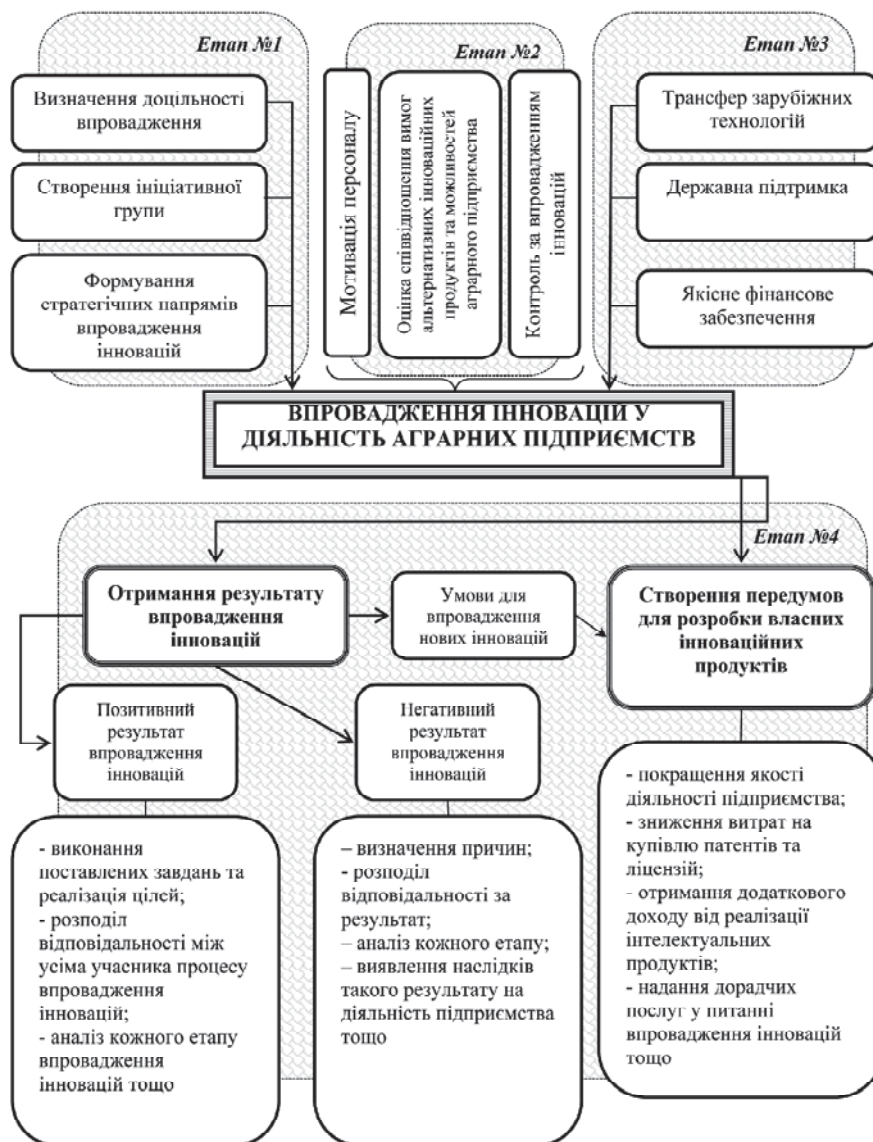 Етап №1
Визначення доцільності
впровадження
Створення ініціативної
групи
Формування
стратегічних напрямів
впровадження
інновацій
Етап №2
Мотивація персоналу
Оцінка співвідношення вимог
альтернативних інноваційних
продуктів та можливостей
аграрного підприємства
Контроль за впровадженням
інновацій
Етап №3
Трансфер зарубіжних
технологій
Державна підтримка
Якісне фінансове
забезпечення
ВПРОВАДЖЕННЯ ІННОВАЦІЙ У
ДІЯЛЬНІСТЬ АГРАРНИХ ПІДПРИЄМСТВ
Етап №4
Отримання результату
впровадження
інновацій
Умови для
впровадження
нових інновацій
Створення передумов
для розробки власних
інноваційних
продуктів
Позитивний
результат
впровадження
інновацій
Негативний
результат
впровадження
інновацій
- виконання
поставлених завдань та
реалізація цілей;
- розподіл
відповідальності між
усіма учасника процесу
впровадження
інновацій;
- аналіз кожного етапу
впровадження
інновацій тощо
– визначення причин;
- розподіл
відповідальності за
результат;
– аналіз кожного етапу;
– виявлення наслідків
такого результату на
діяльність підприємства
тощо
- покращення якості
діяльності підприємства;
- зниження витрат на
купівлю патентів та
ліцензій;
- отримання додаткового
доходу від реалізації
інтелектуальних
продуктів;
- надання дорадчих
послуг у питанні
впровадження інновацій
тощо